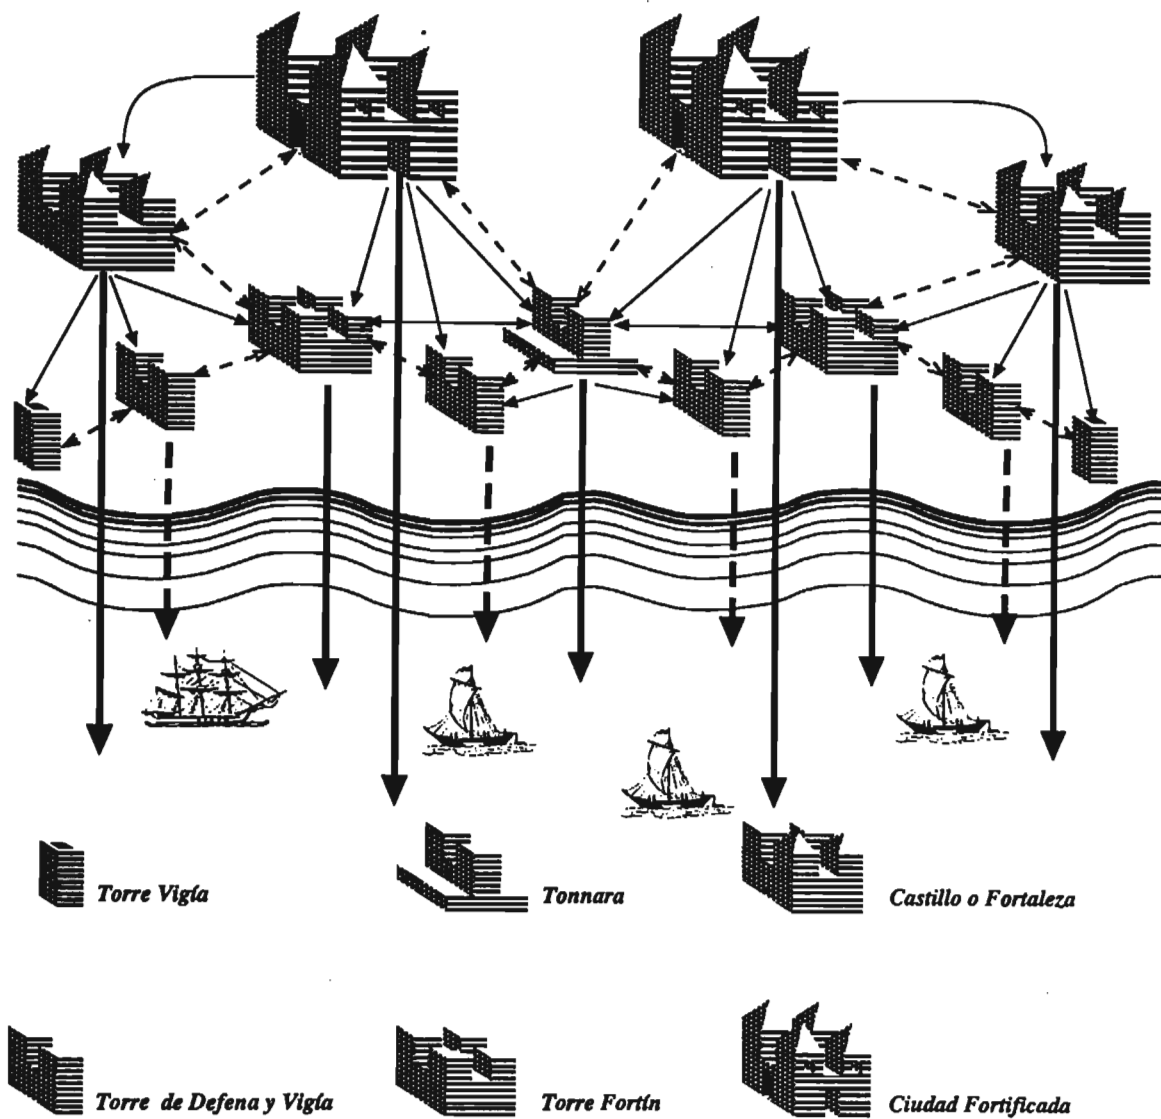 Torre Vigía
Tonnara
Castillo o Fortaleza
Torre de Defena y Vigía
Torre Fortín
Ciudad Fortificada